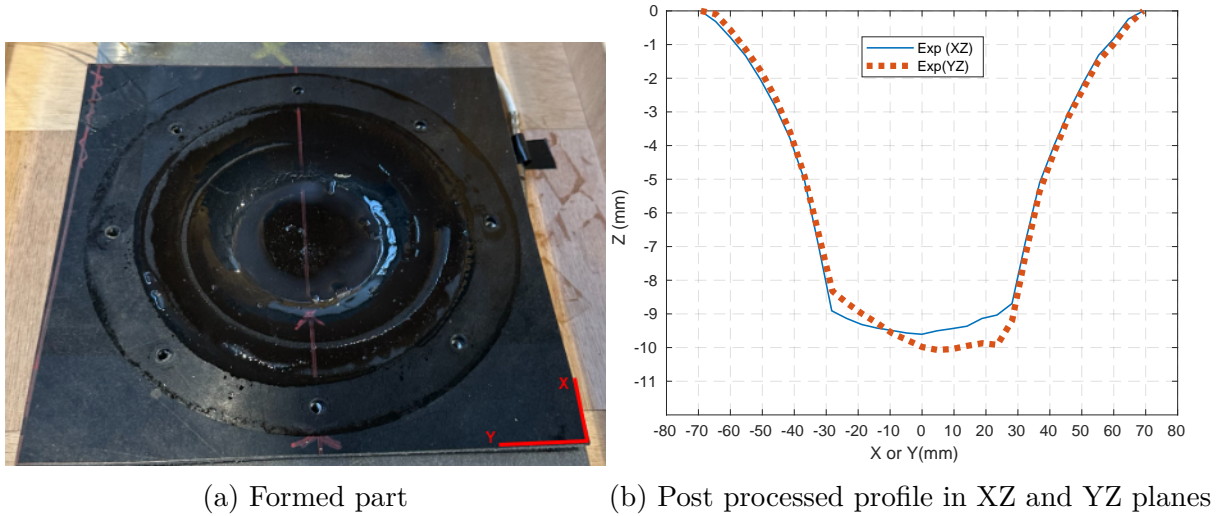 X
Y
0
-1
-2
-3
-4
-5
-6
-7
-8
-9
-10
-11
Z (mm)
Exp (XZ)
Exp(YZ)
-80 -70 -60 -50 -40 -30 -20 -10 0 10 20 30 40 50 60 70 80
X or Y(mm)
(a) Formed part
(b) Post processed profile in XZ and YZ planes